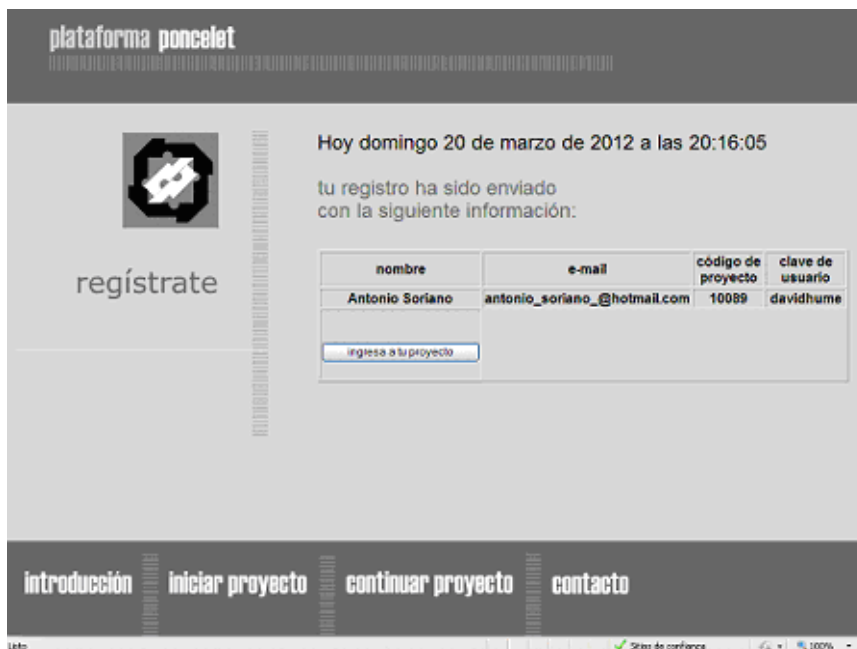 plataforma poncelet
Hoy domingo 20 de marzo de 2012 a las 20:16:05
tu registro ha sido enviado
con la siguiente información:
regístrate
nombre e-mail código de proyecto clave de usuario
Antonio Soriano antonio_soriano_@hotmail.com 10089 davidhume
ingresa a tu proyecto
introducción iniciar proyecto continuar proyecto contacto
Listo Sitios de confianza 100%